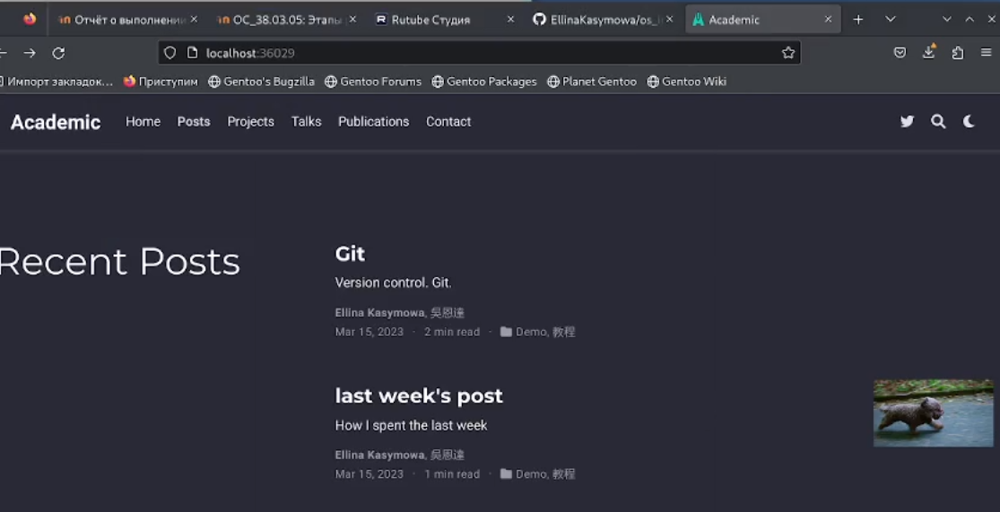 Отчёт о выполнени
ОС_38.03.05: Этапы
Rutube Студия
EllinaKasymowa/os_i
Academic
localhost:36029
Импорт закладок...
Приступим
Gentoo's Bugzilla
Gentoo Forums
Gentoo Packages
Planet Gentoo
Gentoo Wiki
Academic
Home
Posts
Projects
Talks
Publications
Contact
Recent Posts
Git
Version control. Git.
Ellina Kasymowa, 吳恩達
Mar 15, 2023 · 2 min read · Demo, 教程
last week's post
How I spent the last week
Ellina Kasymowa, 吳恩達
Mar 15, 2023 · 1 min read · Demo, 教程